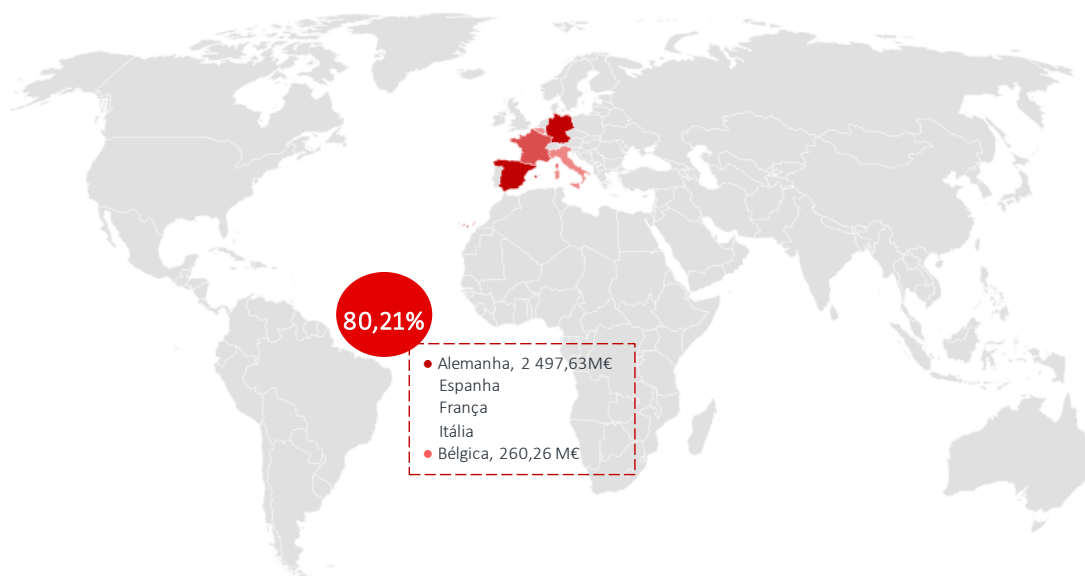 80,21%
Alemanha, 2 497,63M€
Espanha
França
Itália
Bélgica, 260,26 M€